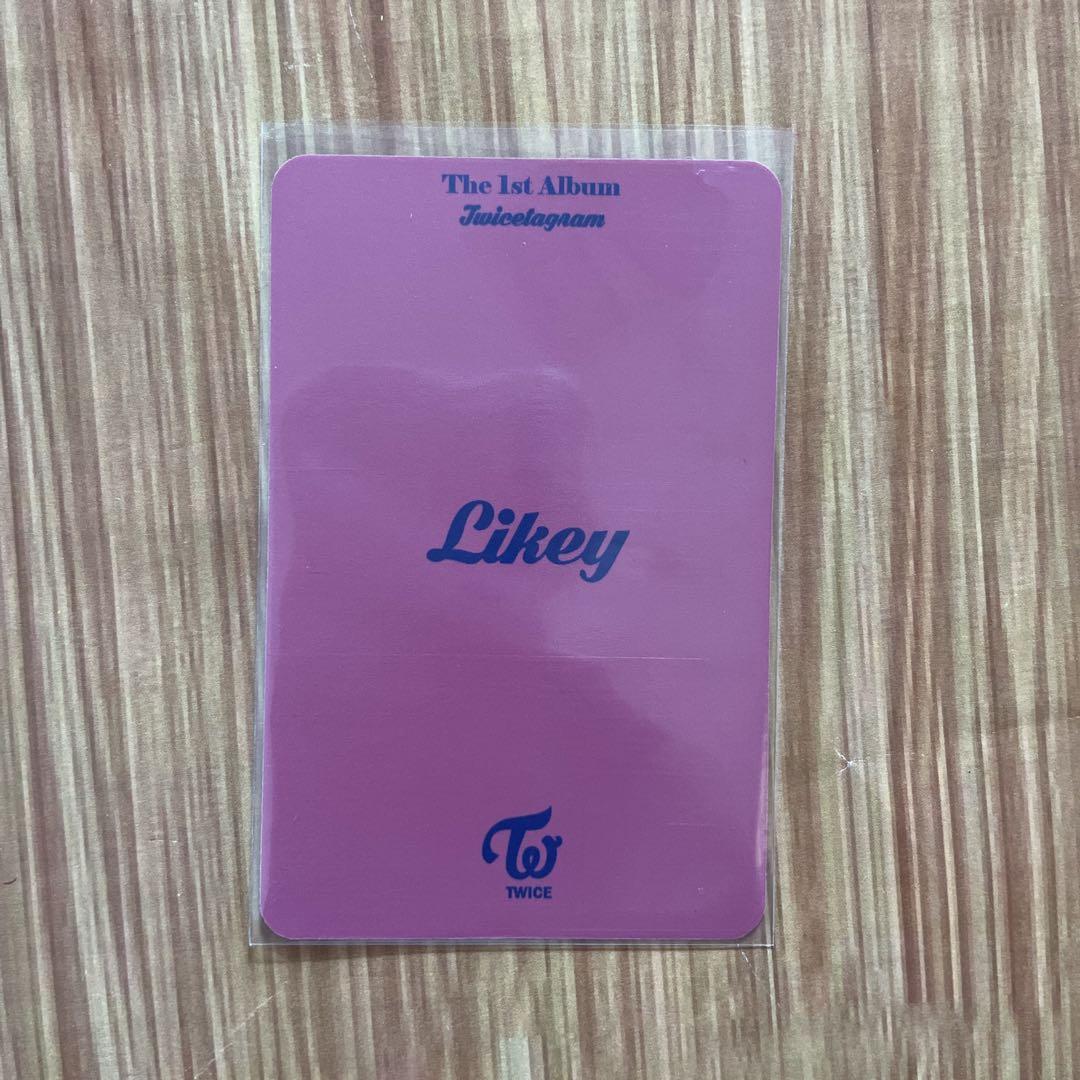 The 1st Album
Twicetagram
Likey
TWICE